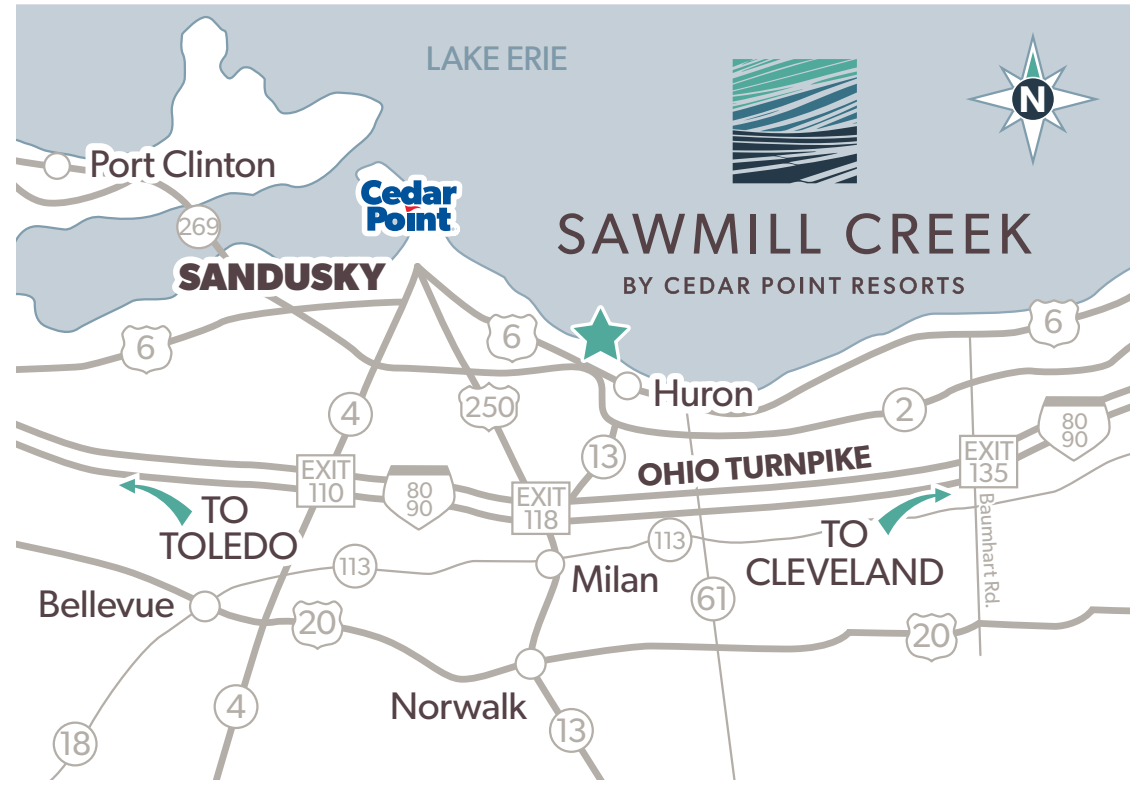 LAKE ERIE
N
Port Clinton
Cedar
Point
269
SAWMILL CREEK
SANDUSKY
BY CEDAR POINT RESORTS
6
6
6
Huron
4
250
2
80
90
13
OHIO TURNPIKE
EXIT
110
80
90
EXIT
118
EXIT
135
TO
TOLEDO
TO
CLEVELAND
Baumhart Rd.
113
113
Milan
Bellevue
20
61
20
Norwalk
4
18
13